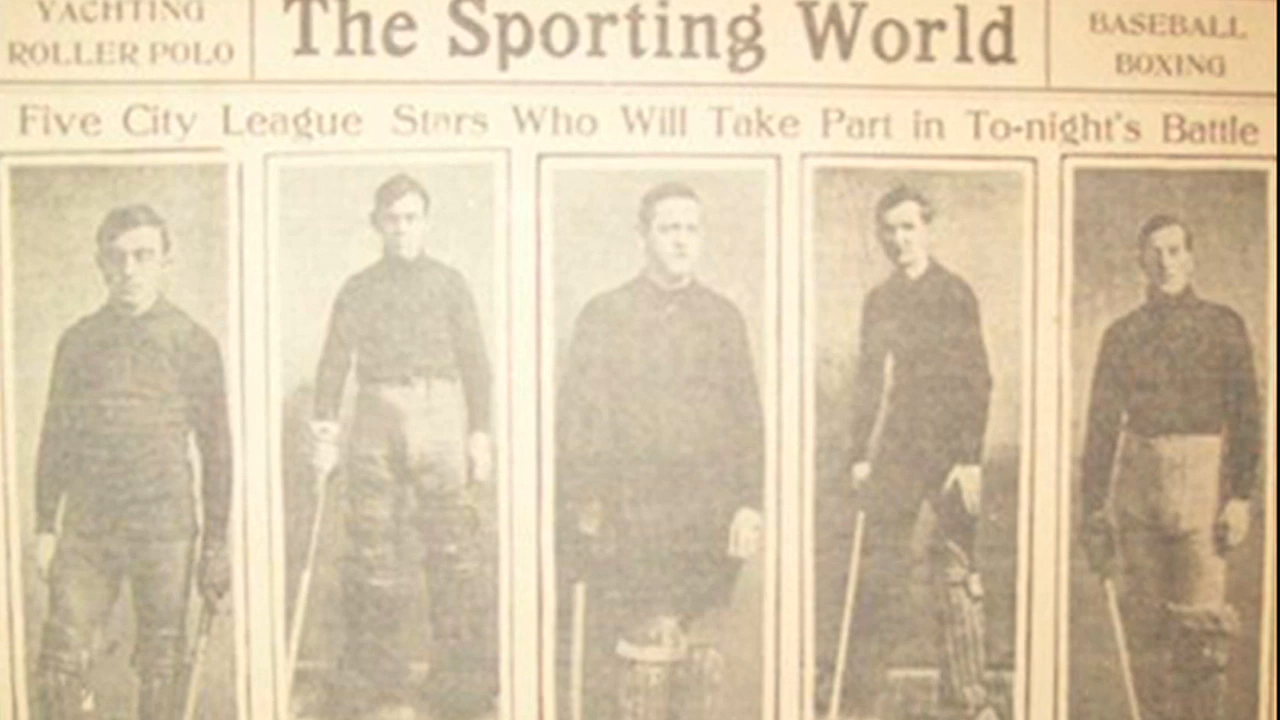 YACHTING
ROLLER POLO
The Sporting World
BASEBALL
BOXING
Five City League Stars Who Will Take Part in To-night's Battle